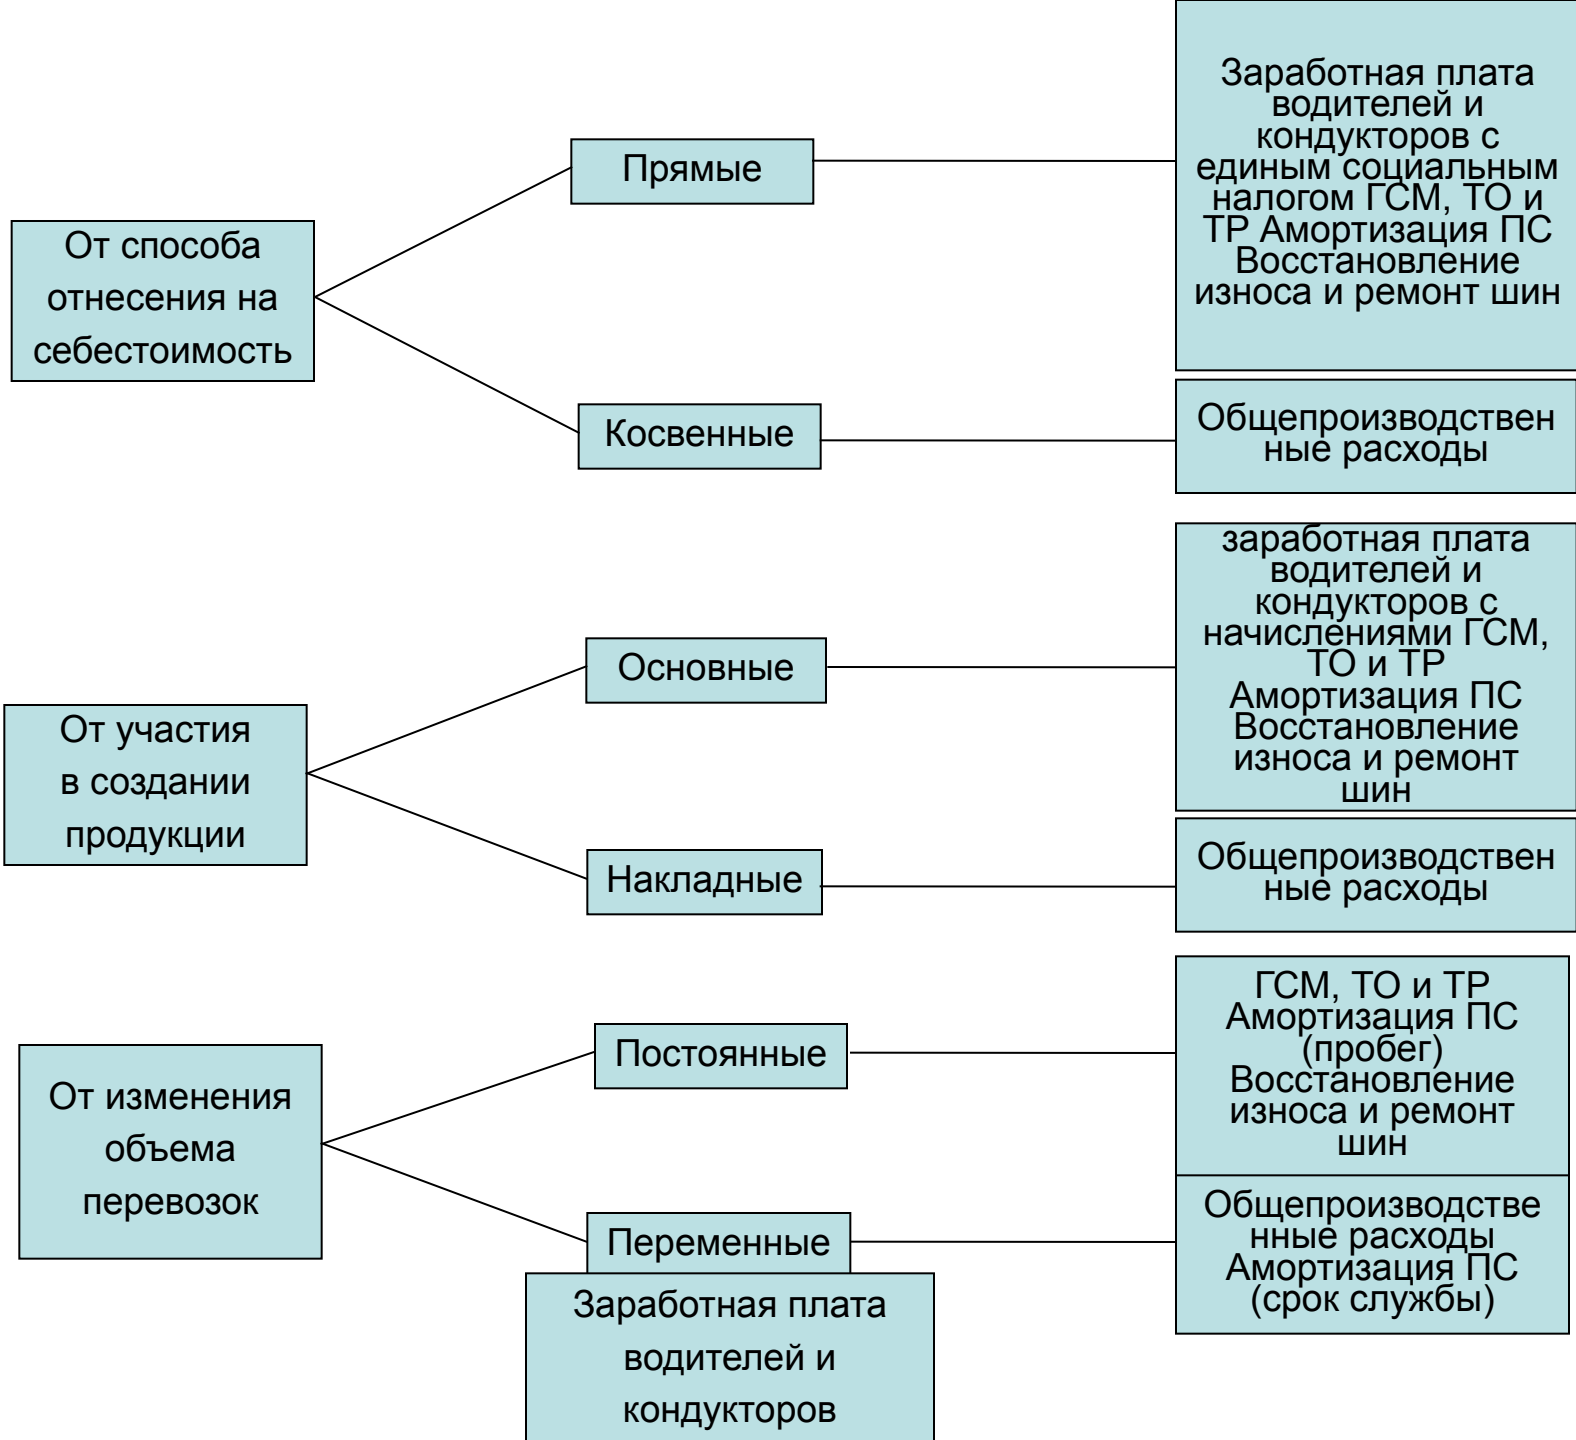 От способа
отнесения на
себестоимость
Прямые
Заработная плата
водителей и
кондукторов с
единым социальным
налогом ГСМ, ТО и
ТР Амортизация ПС
Восстановление
износа и ремонт шин
Косвенные
Общепроизводствен
ные расходы
От участия
в создании
продукции
Основные
заработная плата
водителей и
кондукторов с
начислениями ГСМ,
ТО и ТР
Амортизация ПС
Восстановление
износа и ремонт
шин
Накладные
Общепроизводствен
ные расходы
От изменения
объема
перевозок
Постоянные
ГСМ, ТО и ТР
Амортизация ПС
(пробег)
Восстановление
износа и ремонт
шин
Переменные
Общепроизводстве
нные расходы
Амортизация ПС
(срок службы)
Заработная плата
водителей и
кондукторов